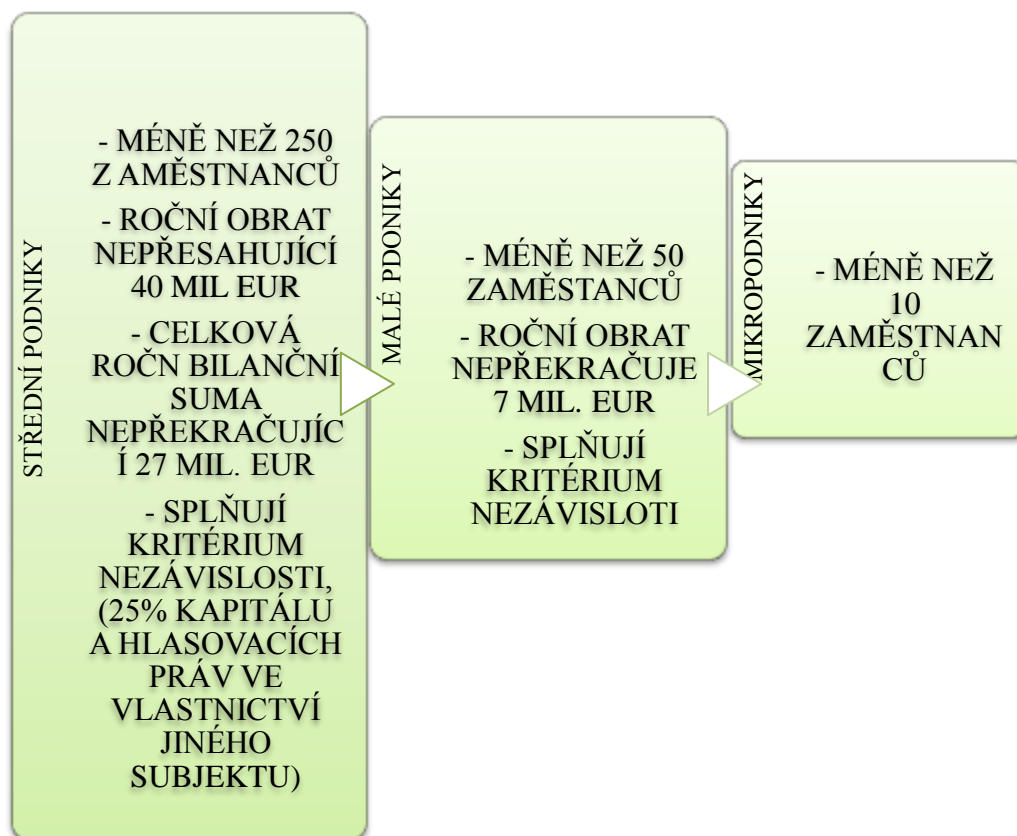 STŘEDNÍ PODNIKY
- MÉNĚ NEŽ 250
Z AMĚSTNANCŮ
- ROČNÍ OBRAT
NEPŘESAHUJÍCÍ
40 MIL EUR
- CELKOVÁ
ROČN BILANČNÍ
SUMA
NEPŘEKRAČUJÍC
Í 27 MIL. EUR
- SPLŇUJÍ
KRITÉRIUM
NEZÁVISLOSTI,
(25% KAPITÁLU
A HLASOVACÍCH
PRÁV VE
VLASTNICTVÍ
JINÉHO
SUBJEKTU)
MALÉ PDONIKY
- MÉNĚ NEŽ 50
ZAMĚSTANCŮ
- ROČNÍ OBRAT
NEPŘEKRAČUJE
7 MIL. EUR
- SPLŇUJÍ
KRITÉRIUM
NEZÁVISLOTI
MIKROPODNIKY
- MÉNĚ NEŽ
10
ZAMĚSTNAN
CŮ